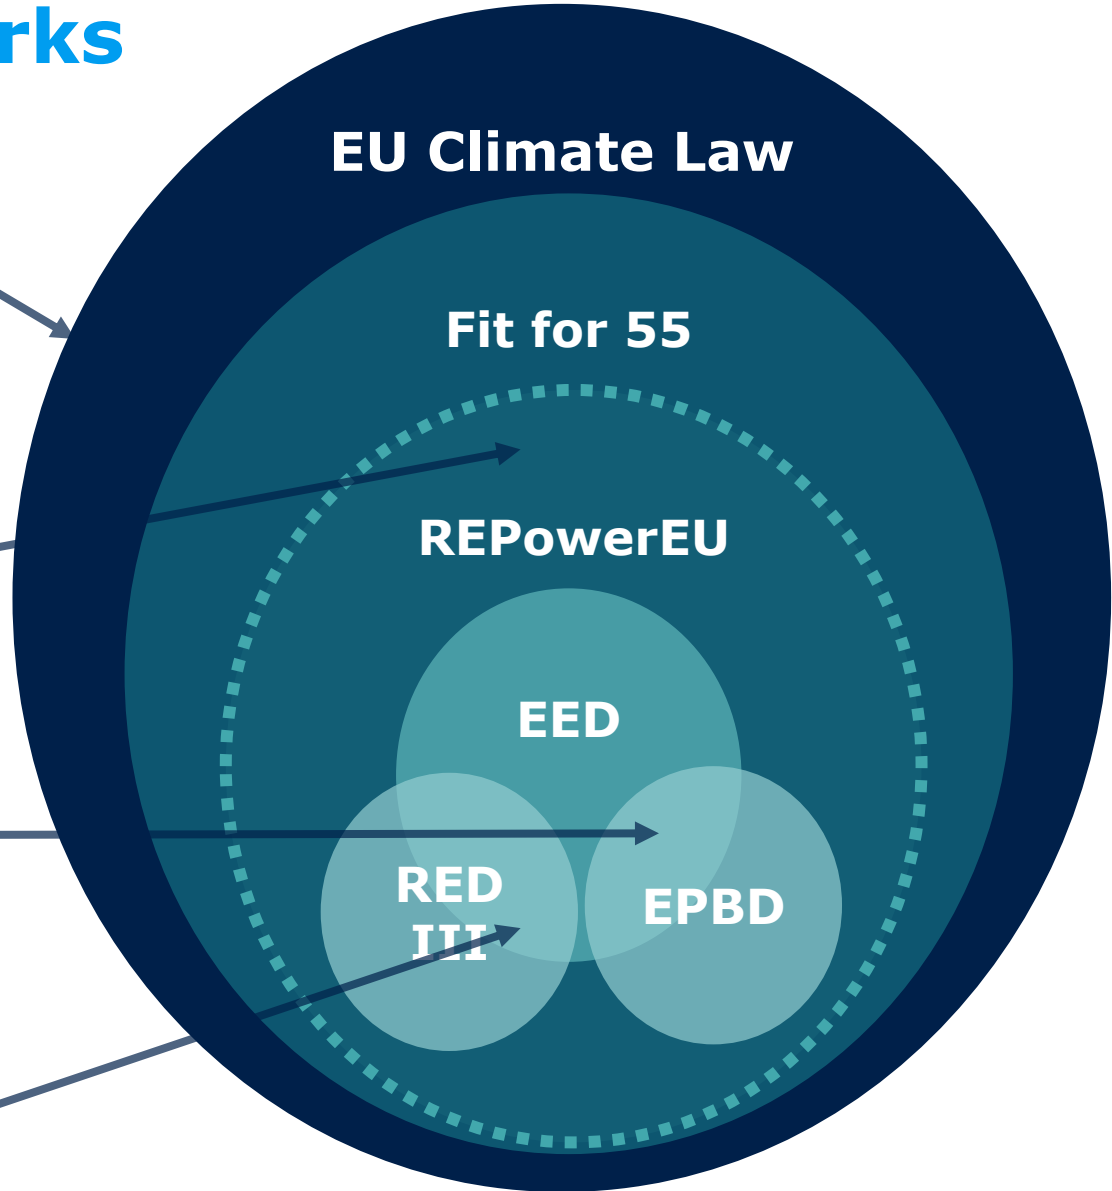 rks
EU Climate Law
Fit for 55
REPowerEU
EED
RED
III
EPBD